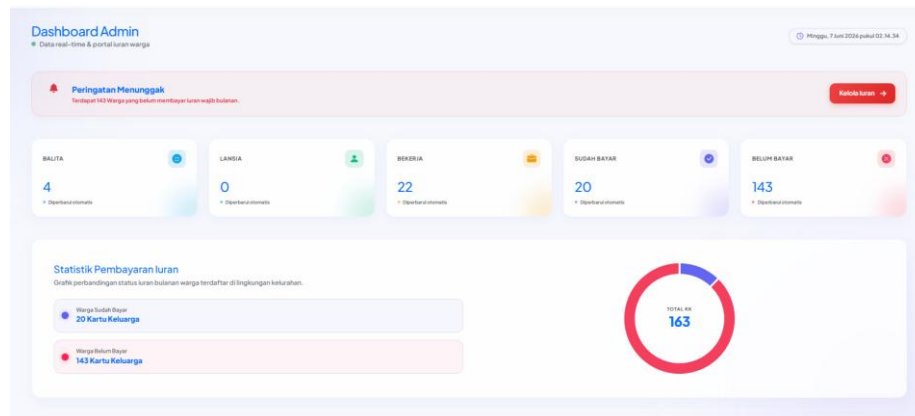 Dashboard Admin
Data real-time & portal iuran warga
Minggu, 7 Juni 2026 pukul 02.14.34
Peringatan Menunggak
Terdapat 143 Warga yang belum membayar iuran wajib bulanan.
Kelola Iuran →
BALITA
4
Diperbarui otomatis
LANSIA
0
Diperbarui otomatis
BEKERJA
22
Diperbarui otomatis
SUDAH BAYAR
20
Diperbarui otomatis
BELUM BAYAR
143
Diperbarui otomatis
Statistik Pembayaran Iuran
Grafik perbandingan status iuran bulanan warga terdaftar di lingkungan kelurahan.
Warga Sudah Bayar
20 Kartu Keluarga
Warga Belum Bayar
143 Kartu Keluarga
TOTAL KK
163